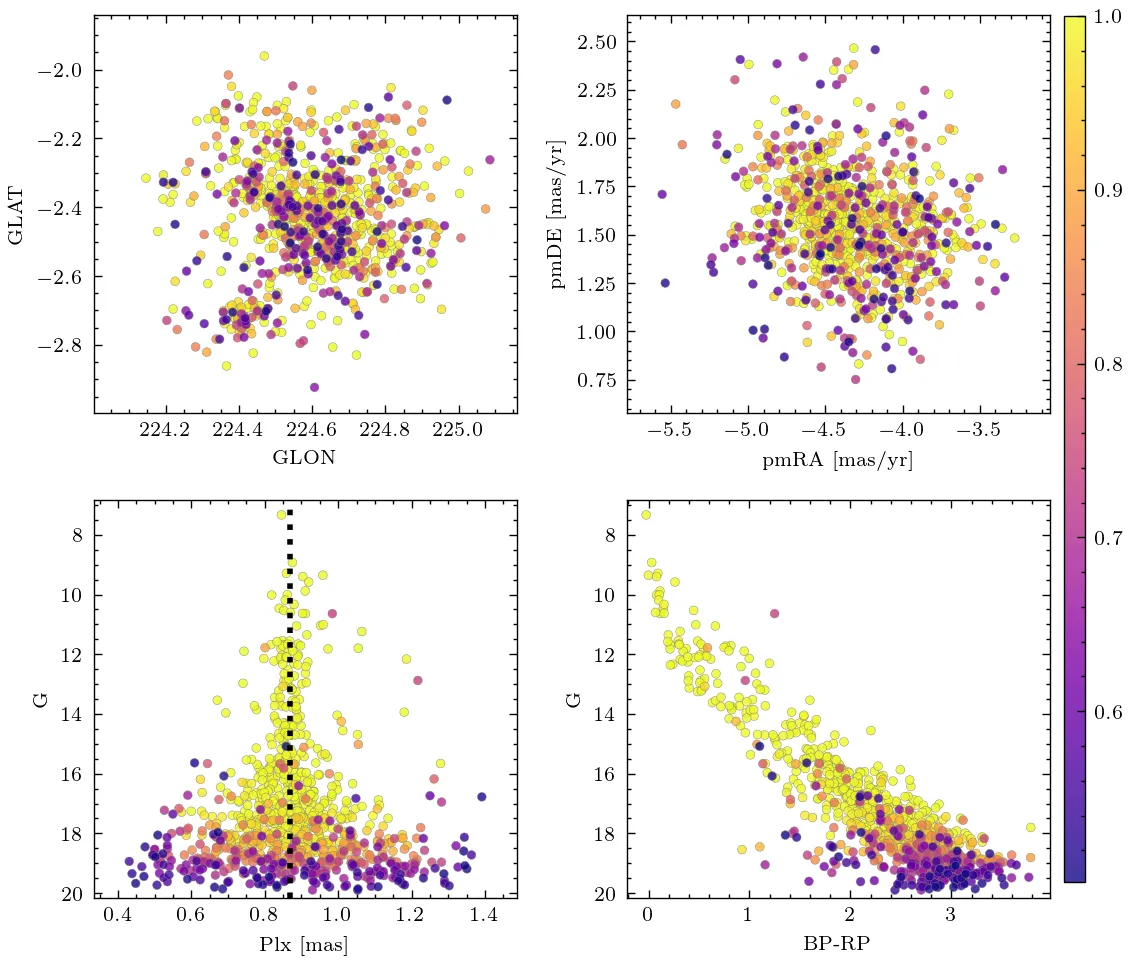 −2.0
−2.2
−2.4
−2.6
−2.8
GLAT
224.2 224.4 224.6 224.8 225.0
GLON
2.50
2.25
2.00
1.75
1.50
1.25
1.00
0.75
pmDE [mas/yr]
−5.5 −5.0 −4.5 −4.0 −3.5
pmRA [mas/yr]
1.0
0.9
0.8
0.7
0.6
8
10
12
14
16
18
20
G
0.4 0.6 0.8 1.0 1.2 1.4
Plx [mas]
8
10
12
14
16
18
20
G
0 1 2 3
BP-RP